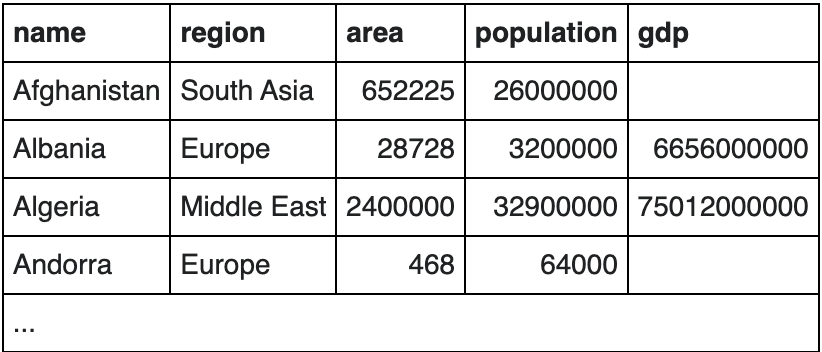 name region area population gdp
Afghanistan South Asia 652225 26000000
Albania Europe 28728 3200000 6656000000
Algeria Middle East 2400000 32900000 75012000000
Andorra Europe 468 64000
...